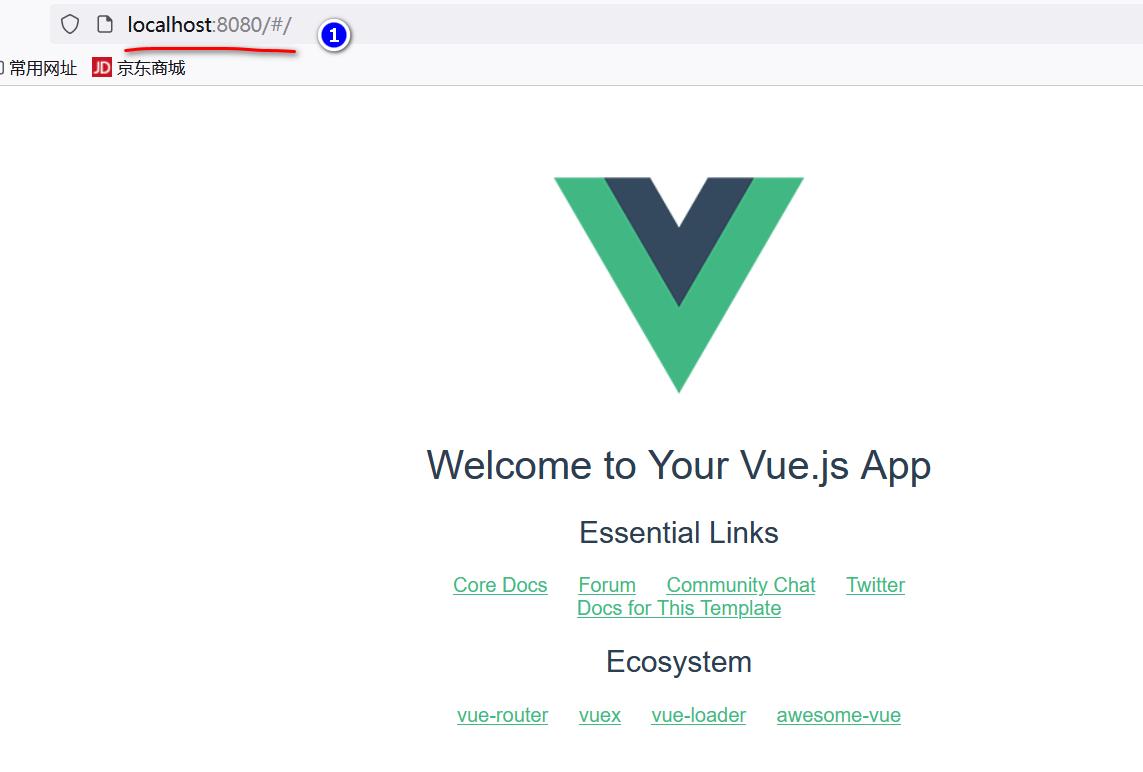 localhost:8080/#/
1
常用网址 JD 京东商城
Welcome to Your Vue.js App
Essential Links
Core Docs Forum Community Chat Twitter
Docs for This Template
Ecosystem
vue-router vuex vue-loader awesome-vue